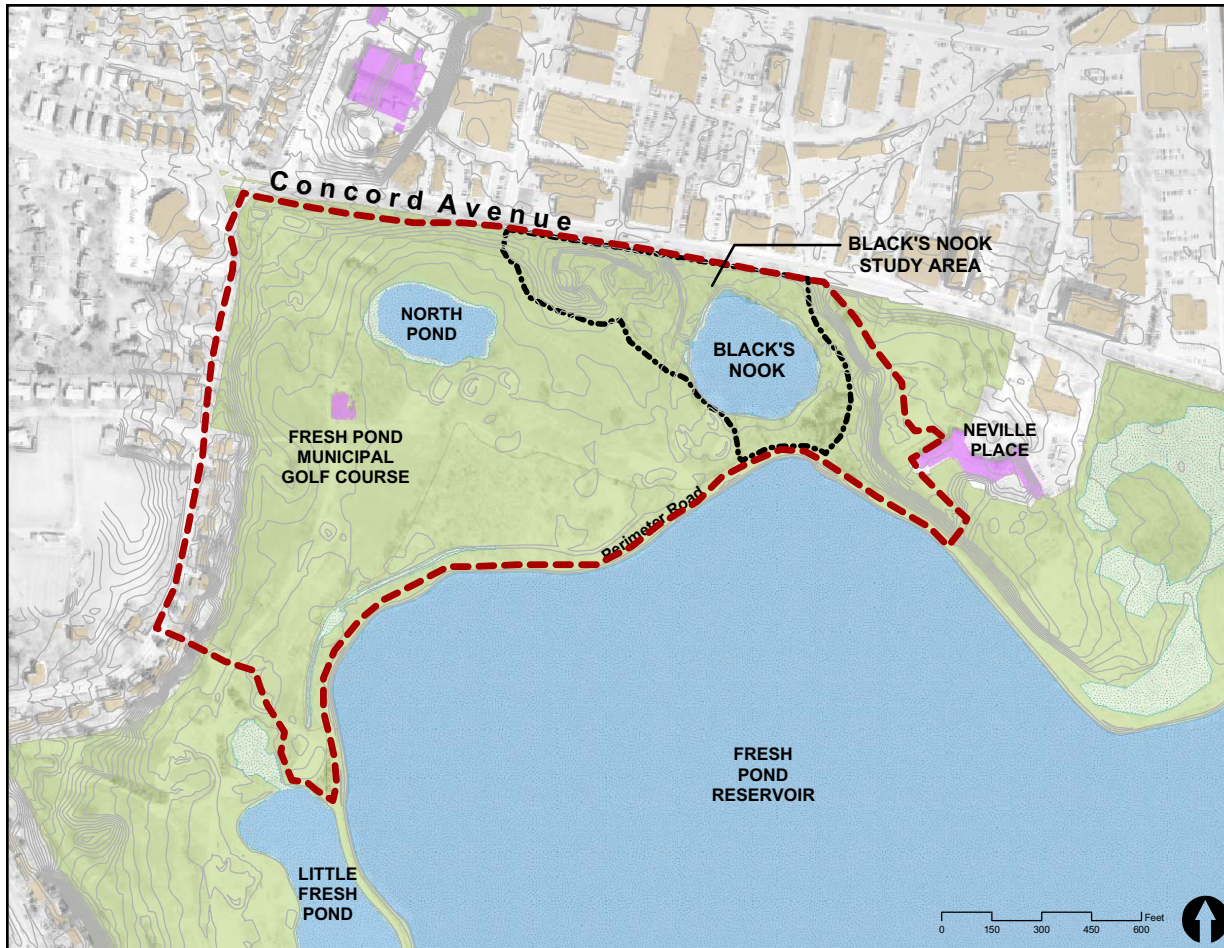 Concord Avenue
BLACK'S NOOK
STUDY AREA
NORTH
POND
BLACK'S
NOOK
NEVILLE
PLACE
FRESH POND
MUNICIPAL
GOLF COURSE
Perimeter Road
FRESH
POND
RESERVOIR
LITTLE
FRESH
POND
Feet
0 150 300 450 600